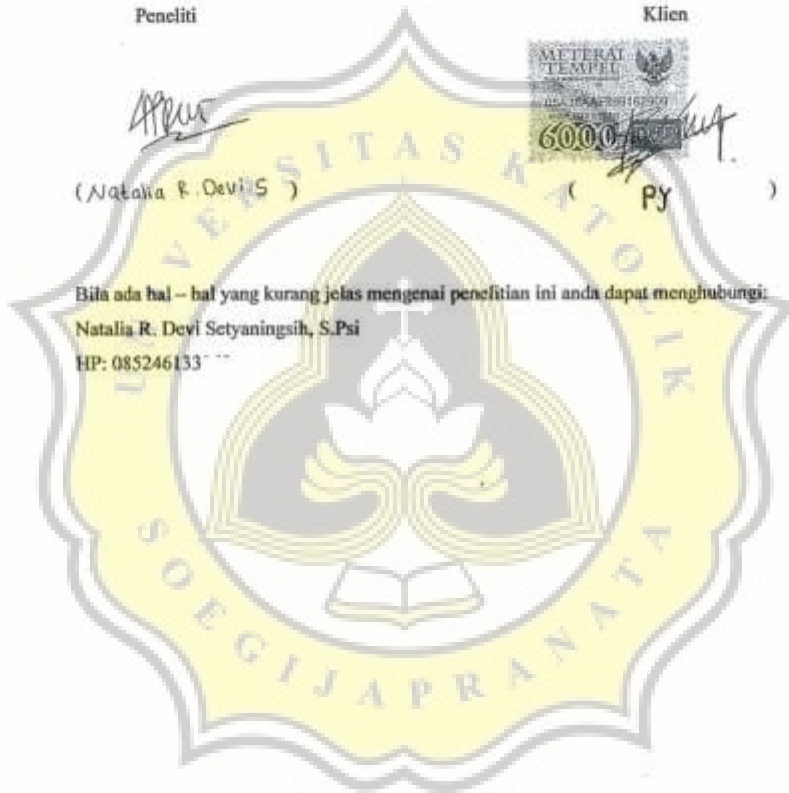 Peneliti
Klien
METERAI
TEMPEL
6000
(Natalia R. Devi S )
( PY )
Bila ada hal – hal yang kurang jelas mengenai penelitian ini anda dapat menghubungi:
Natalia R. Devi Setyaningsih, S.Psi
HP: 085246133
UNIVERSITAS KATOLIK
SOEGIJAPRANATA